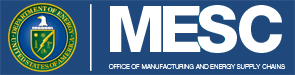 DEPARTMENT OF ENERGY
UNITED STATES OF AMERICA
MESC
OFFICE OF MANUFACTURING AND ENERGY SUPPLY CHAINS